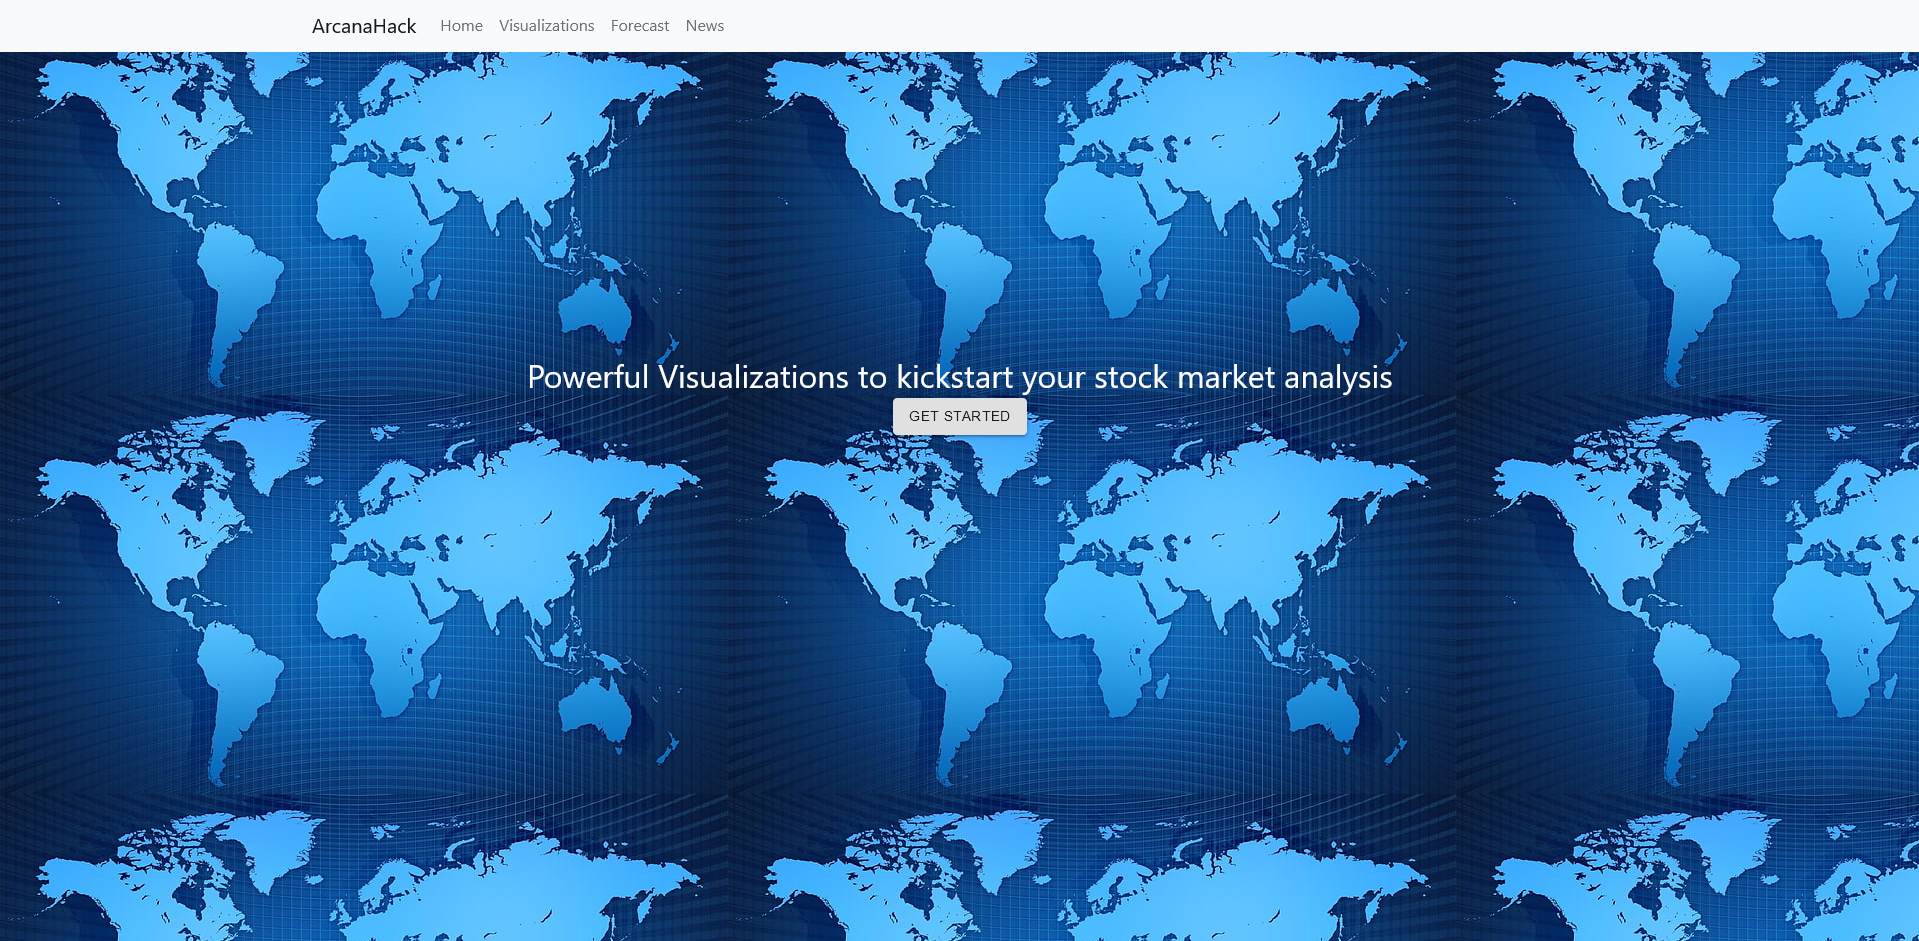 ArcanaHack Home Visualizations Forecast News
Powerful Visualizations to kickstart your stock market analysis
GET STARTED